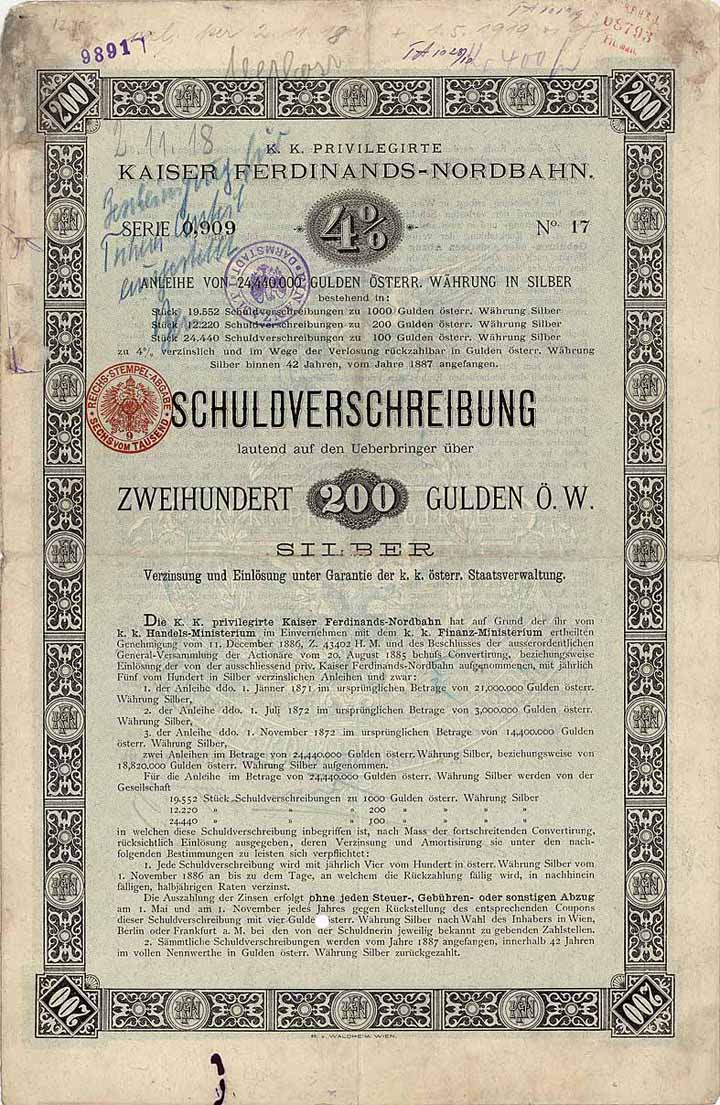 98911
200
200
2.11.18
K. K. PRIVILEGIRTE
KAISER FERDINANDS-NORDBAHN.
SERIE 0,909
4%
No. 17
ANLEIHE VON 24,440.000 GULDEN ÖSTERR. WÄHRUNG IN SILBER
bestehend in:
Stück 19.552 Schuldverschreibungen zu 1000 Gulden österr. Währung Silber
Stück 12.220 Schuldverschreibungen zu 200 Gulden österr. Währung Silber
Stück 24.440 Schuldverschreibungen zu 100 Gulden österr. Währung Silber
zu 4% verzinslich und im Wege der Verlosung rückzahlbar in Gulden österr. Währung
Silber binnen 42 Jahren, vom Jahre 1887 angefangen.
REICHS-STEMPEL-ABGABE
9
SECHS VOM TAUSEND
SCHULDVERSCHREIBUNG
lautend auf den Ueberbringer über
ZWEIHUNDERT 200 GULDEN Ö. W.
SILBER
Verzinsung und Einlösung unter Garantie der k. k. österr. Staatsverwaltung.
Die K. K. privilegirte Kaiser Ferdinands-Nordbahn hat auf Grund der ihr vom
k. k. Handels-Ministerium im Einvernehmen mit dem k. k. Finanz-Ministerium ertheilten
Genehmigung vom 11. December 1886, Z. 43402 H. M. und des Beschlusses der ausserordentlichen
General-Versammlung der Actionäre vom 20. August 1885 behufs Convertirung, beziehungsweise
Einlösung der von der ausschliessend priv. Kaiser Ferdinands-Nordbahn aufgenommenen, mit jährlich
Fünf vom Hundert in Silber verzinslichen Anleihen und zwar:
1. der Anleihe ddo. 1. Jänner 1871 im ursprünglichen Betrage von 21,000.000 Gulden österr.
Währung Silber,
2. der Anleihe ddo. 1. Juli 1872 im ursprünglichen Betrage von 3,000.000 Gulden österr.
Währung Silber,
3. der Anleihe ddo. 1. November 1872 im ursprünglichen Betrage von 14,400.000 Gulden
österr. Währung Silber,
zwei Anleihen im Betrage von 24,440.000 Gulden österr. Währung Silber, beziehungsweise von
18,820.000 Gulden österr. Währung Silber aufgenommen.
Für die Anleihe im Betrage von 24,440.000 Gulden österr. Währung Silber werden von der
Gesellschaft
19.552 Stück Schuldverschreibungen zu 1000 Gulden österr. Währung Silber
12.220 " " " 200 " " " "
24.440 " " " 100 " " " "
in welchen diese Schuldverschreibung inbegriffen ist, nach Mass der fortschreitenden Convertirung,
rücksichtlich Einlösung ausgegeben, deren Verzinsung und Amortisirung sie unter den nach-
folgenden Bestimmungen zu leisten sich verpflichtet:
1. Jede Schuldverschreibung wird mit jährlich Vier vom Hundert in österr. Währung Silber vom
1. November 1886 an bis zu dem Tage, an welchem die Rückzahlung fällig wird, in nachhinein
fälligen, halbjährigen Raten verzinst.
Die Auszahlung der Zinsen erfolgt ohne jeden Steuer-, Gebühren- oder sonstigen Abzug
am 1. Mai und am 1. November jedes Jahres gegen Rückstellung des entsprechenden Coupons
dieser Schuldverschreibung mit vier Gulden österr. Währung Silber nach Wahl des Inhabers in Wien,
Berlin oder Frankfurt a. M. bei den von der Schuldnerin jeweilig bekannt zu gebenden Zahlstellen.
2. Sämmtliche Schuldverschreibungen werden vom Jahre 1887 angefangen, innerhalb 42 Jahren
im vollen Nennwerthe in Gulden österr. Währung Silber zurückgezahlt.
200
200
R. v. WALDHEIM, WIEN.